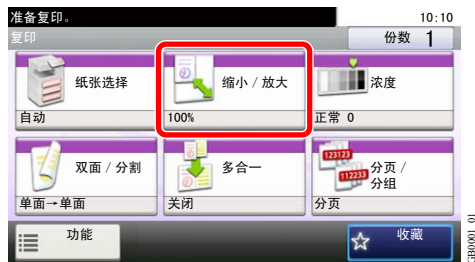 准备复印。 10:10
复印 份数 1
纸张选择 缩小 / 放大 浓度
自动 100% 正常 0
双面 / 分割 多合一 123123 112233 分页 /
分组
单面→单面 关闭 分页
功能 收藏